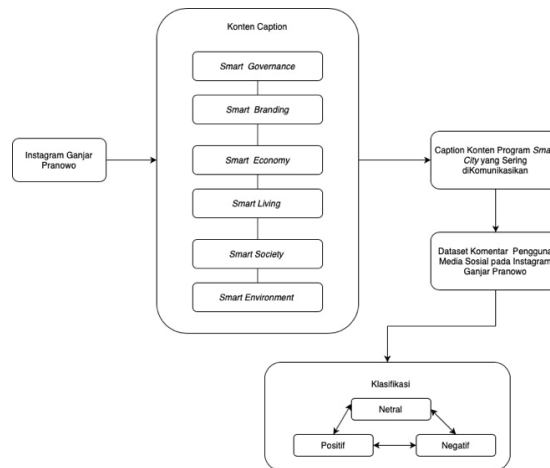 Konten Caption
Smart Governance
Smart Branding
Smart Economy
Smart Living
Smart Society
Smart Environment
Instagram Ganjar
Pranowo
Caption Konten Program
City yang Sering
diKomunikasikan
Dataset Komentar Pengguna
Media Sosial pada Instagram
Ganjar Pranowo
Klasifikasi
Netral
Positif
Negatif